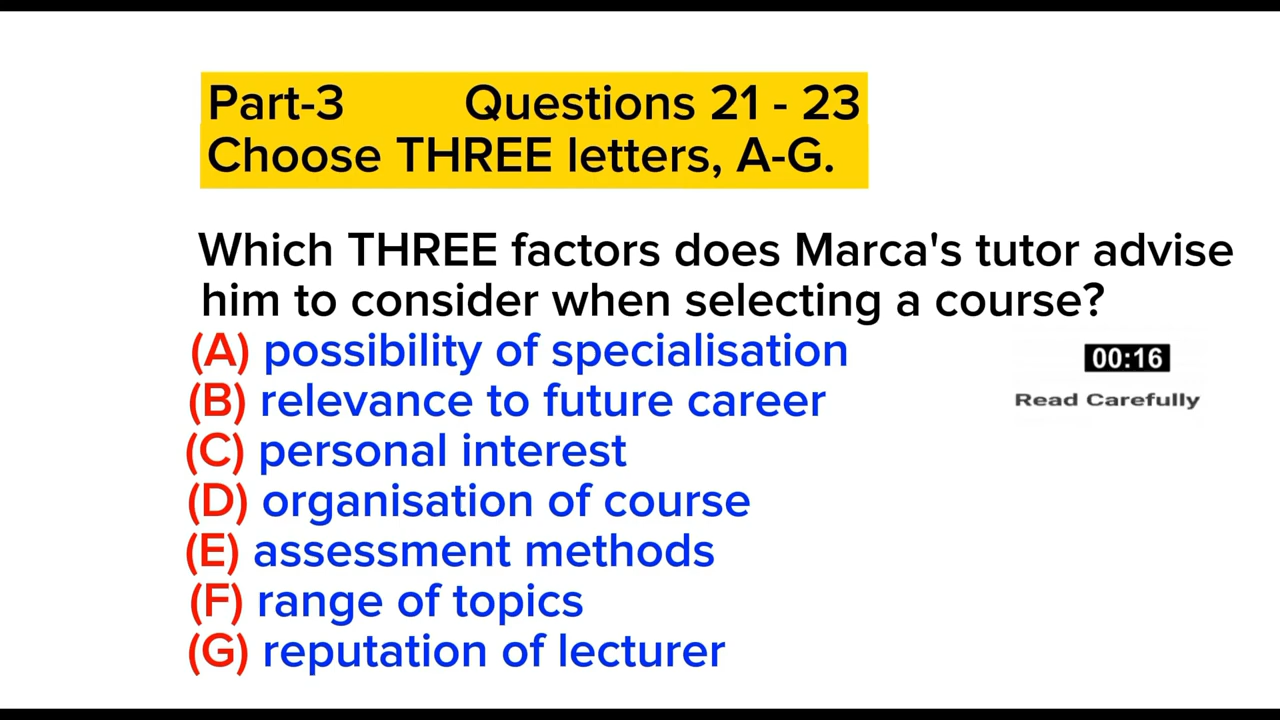 Part-3 Questions 21 - 23
Choose THREE letters, A-G.
Which THREE factors does Marca's tutor advise
him to consider when selecting a course?
(A) possibility of specialisation
(B) relevance to future career
(C) personal interest
(D) organisation of course
(E) assessment methods
(F) range of topics
(G) reputation of lecturer
00:16
Read Carefully